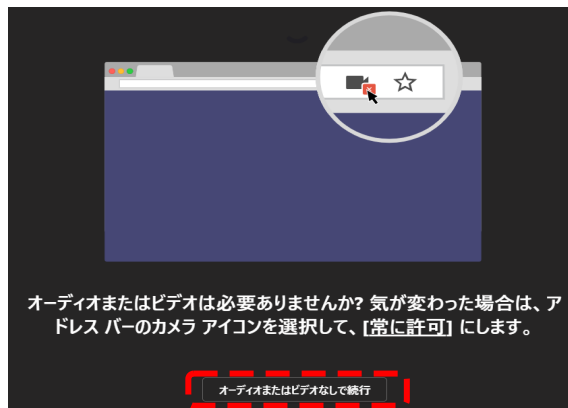 オーディオまたはビデオは必要ありませんか? 気が変わった場合は、ア
ドレス バーのカメラ アイコンを選択して、[常に許可] にします。
オーディオまたはビデオなしで続行